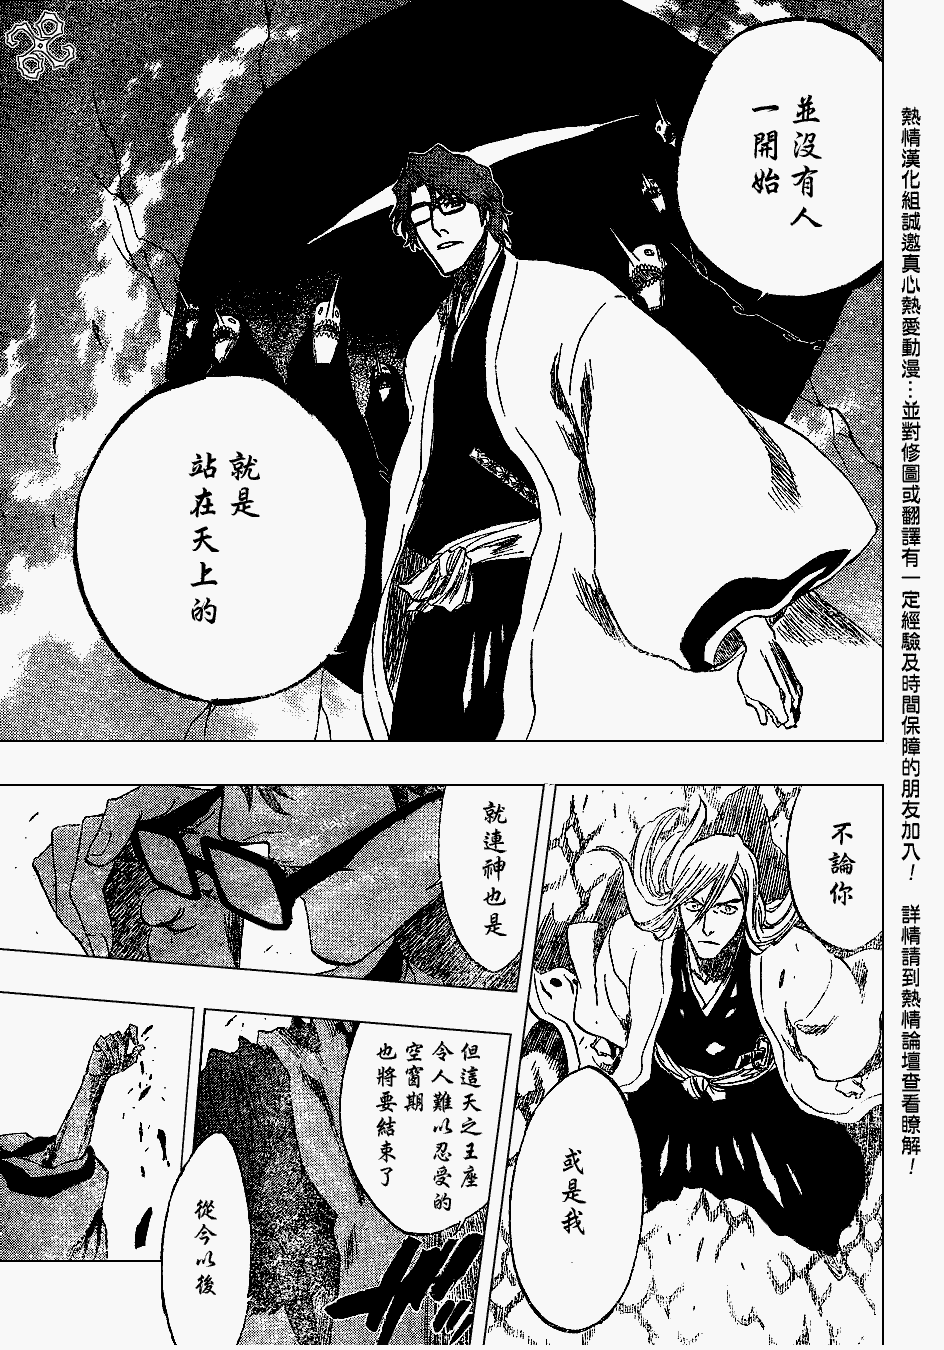 並沒有人
一開始
就是
站在天上的
不論你
或是我
就連神也是
但這天之王座
令人難以忍受的
空窗期
也將要結束了
從今以後
熱情漢化組誠邀真心熱愛動漫…並對修圖或翻譯有一定經驗及時間保障的朋友加入！ 詳情請到熱情論壇查看瞭解！